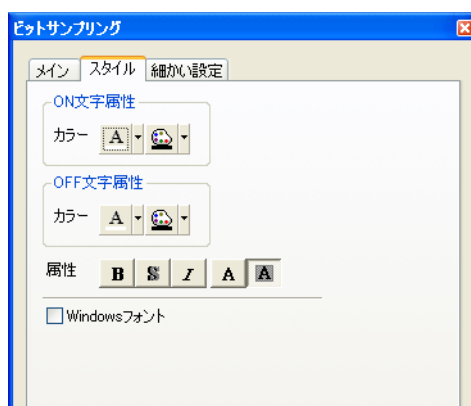 ビットサンプリング
メイン スタイル 細かい設定
ON文字属性
カラー A
OFF文字属性
カラー A
属性 B S I A A
Windowsフォント